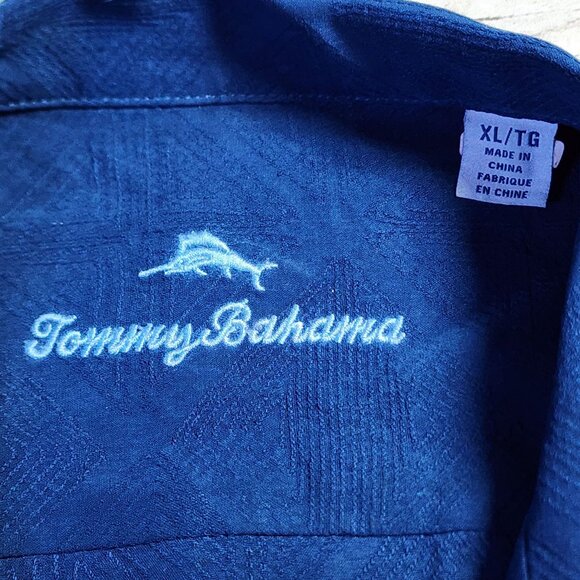 XL/TG
MADE IN
CHINA
FABRIQUE
EN CHINE
Tommy Bahama